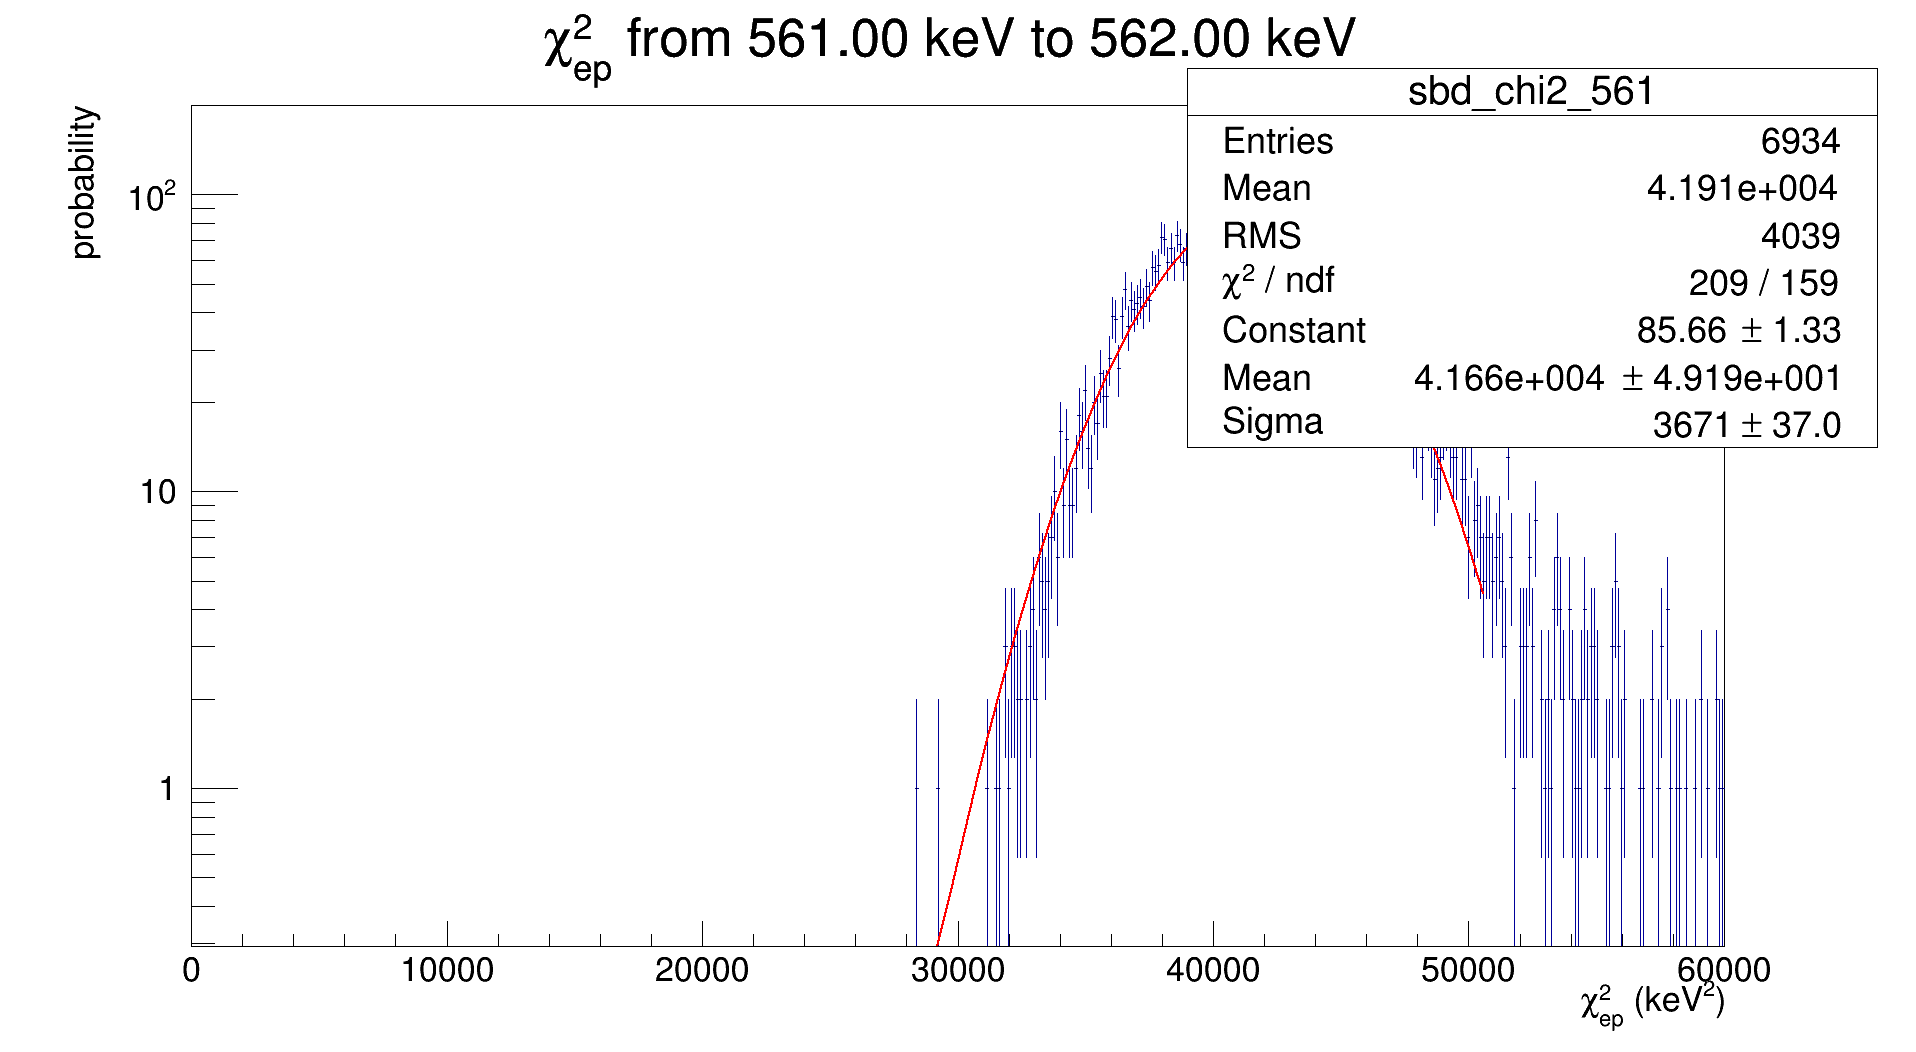 χ²ep from 561.00 keV to 562.00 keV
sbd_chi2_561
Entries 6934
Mean 4.191e+004
RMS 4039
χ² / ndf 209 / 159
Constant 85.66 ± 1.33
Mean 4.166e+004 ± 4.919e+001
Sigma 3671 ± 37.0
probability
10²
10
1
0 10000 20000 30000 40000 50000 60000
χ²ep (keV²)